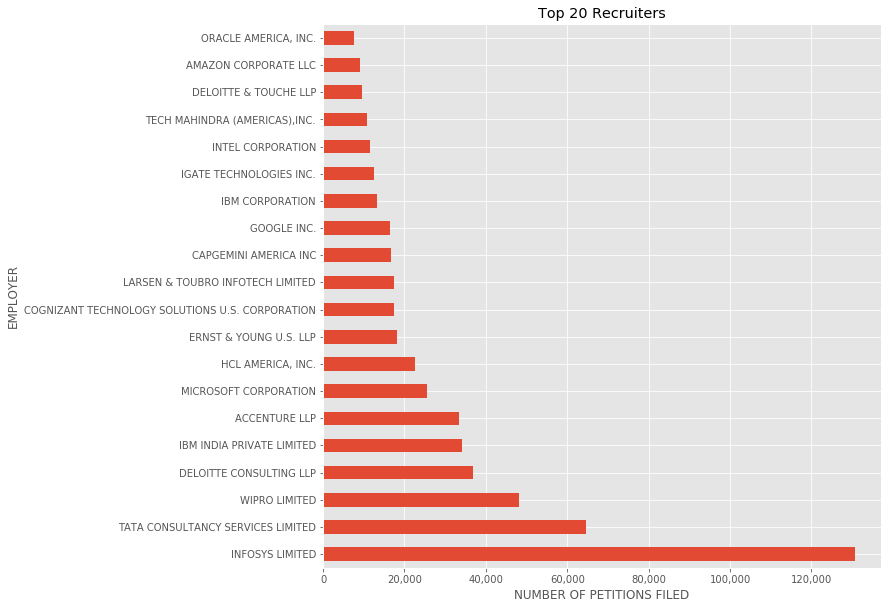 Top 20 Recruiters
EMPLOYER
ORACLE AMERICA, INC.
AMAZON CORPORATE LLC
DELOITTE & TOUCHE LLP
TECH MAHINDRA (AMERICAS),INC.
INTEL CORPORATION
IGATE TECHNOLOGIES INC.
IBM CORPORATION
GOOGLE INC.
CAPGEMINI AMERICA INC
LARSEN & TOUBRO INFOTECH LIMITED
COGNIZANT TECHNOLOGY SOLUTIONS U.S. CORPORATION
ERNST & YOUNG U.S. LLP
HCL AMERICA, INC.
MICROSOFT CORPORATION
ACCENTURE LLP
IBM INDIA PRIVATE LIMITED
DELOITTE CONSULTING LLP
WIPRO LIMITED
TATA CONSULTANCY SERVICES LIMITED
INFOSYS LIMITED
0 20,000 40,000 60,000 80,000 100,000 120,000
NUMBER OF PETITIONS FILED